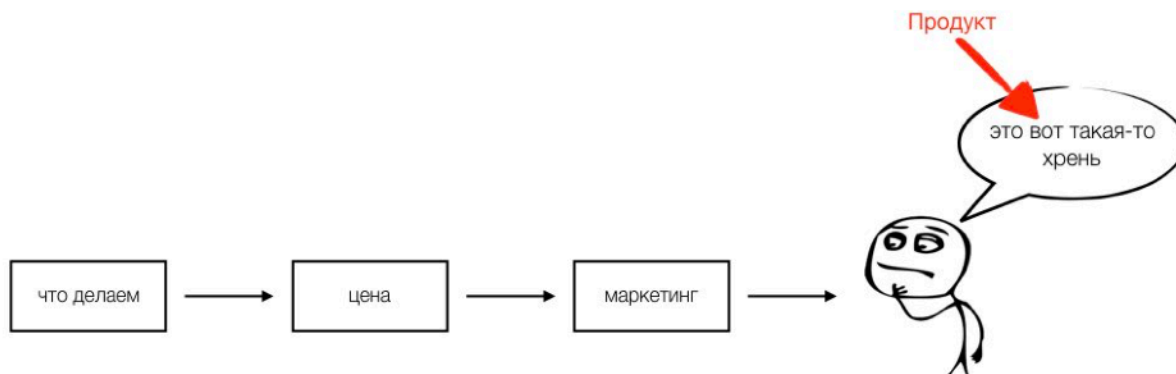 Продукт
это вот такая-то
хрень
что делаем
цена
маркетинг